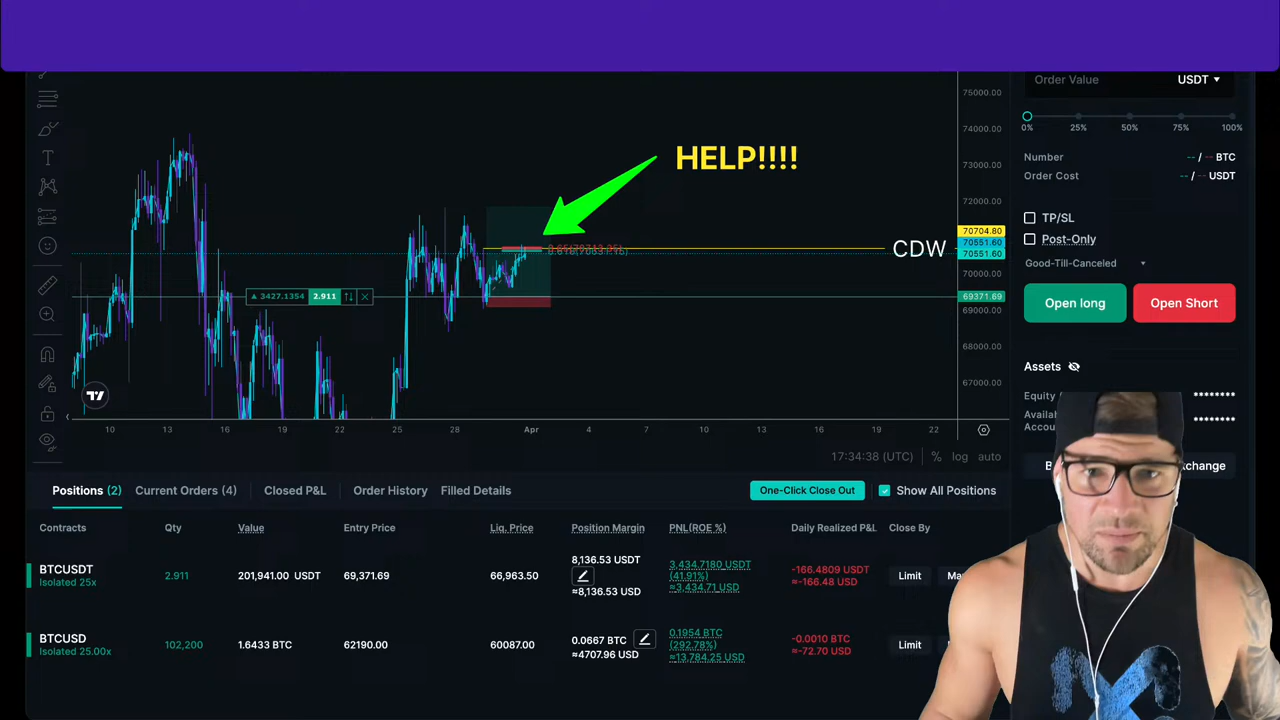 75000.00
74000.00
73000.00
72000.00
70704.80
70551.60
70551.60
70000.00
69371.69
69000.00
68000.00
67000.00
HELP!!!!
CDW
3427.1354 2.911
10 13 16 19 22 25 28 Apr 4 7 10 13 16 19 22
17:34:38 (UTC) % log auto
Order Value USDT
0% 25% 50% 75% 100%
Number -- / -- BTC
Order Cost -- / -- USDT
TP/SL
Post-Only
Good-Till-Canceled
Open long Open Short
Assets
Equity ********
********
Positions (2) Current Orders (4) Closed P&L Order History Filled Details One-Click Close Out Show All Positions
Contracts Qty Value Entry Price Liq. Price Position Margin PNL(ROE %) Daily Realized P&L Close By
BTCUSDT
Isolated 25x
2.911 201,941.00 USDT 69,371.69 66,963.50
8,136.53 USDT
≈8,136.53 USD
3,434.7180 USDT
(41.91%)
≈3,434.71 USD
-166.4809 USDT
≈-166.48 USD
Limit
BTCUSD
Isolated 25.00x
102,200 1.6433 BTC 62190.00 60087.00
0.0667 BTC
≈4707.96 USD
0.1954 BTC
(292.78%)
≈13,784.25 USD
-0.0010 BTC
≈-72.70 USD
Limit